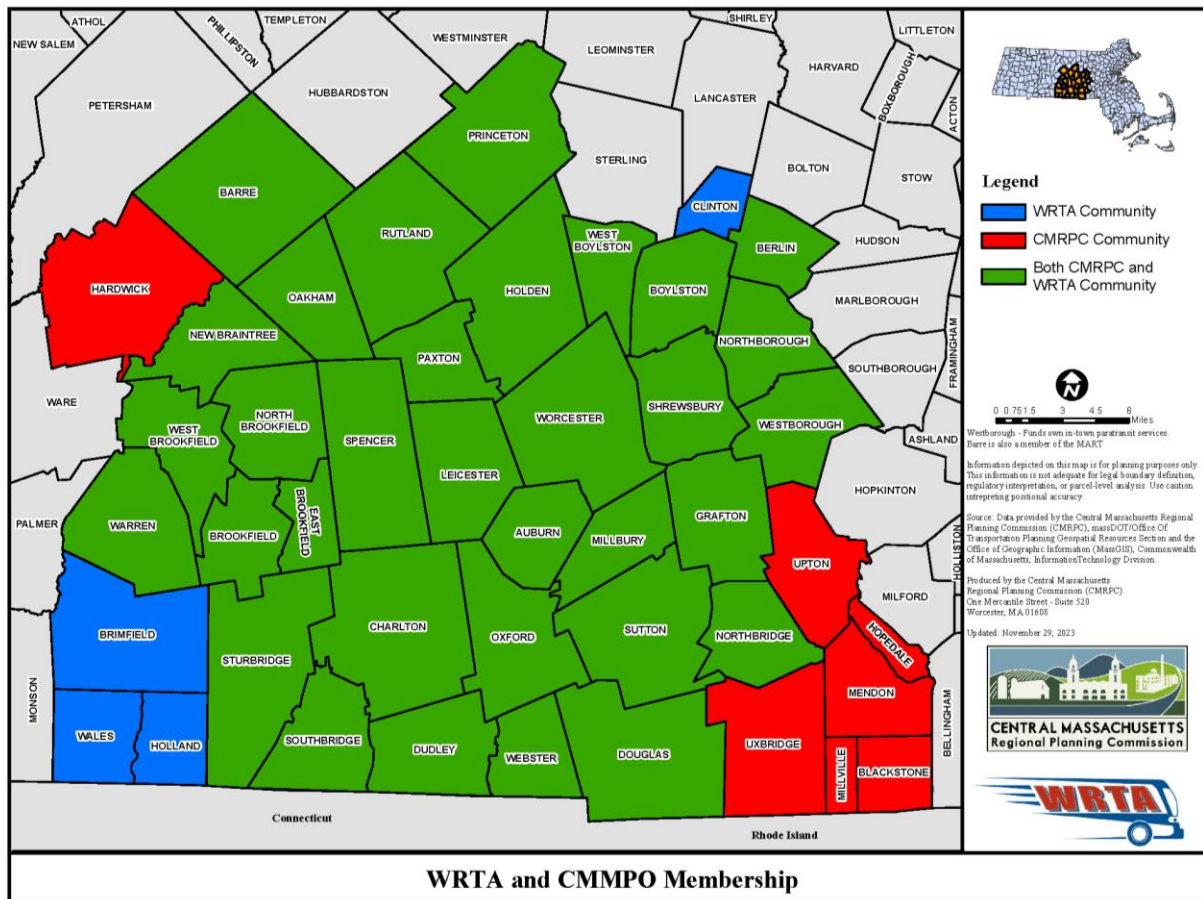 ATHOL
TEMPLETON
SHIRLEY
LITTLETON
NEW SALEM
PHILLIPSTON
WESTMINSTER
LEOMINSTER
HARVARD
BOXBOROUGH
ACTON
PETERSHAM
HUBBARDSTON
LANCASTER
PRINCETON
STERLING
BOLTON
STOW
BARRE
CLINTON
RUTLAND
WEST
BOYLSTON
BERLIN
HUDSON
HARDWICK
OAKHAM
HOLDEN
BOYLSTON
MARLBOROUGH
NEW BRAINTREE
NORTHBOROUGH
FRAMINGHAM
PAXTON
SOUTHBOROUGH
WARE
WEST
BROOKFIELD
NORTH
BROOKFIELD
SPENCER
WORCESTER
SHREWSBURY
WESTBOROUGH
ASHLAND
LEICESTER
HOPKINTON
PALMER
WARREN
BROOKFIELD
EAST
BROOKFIELD
AUBURN
MILLBURY
GRAFTON
HOLLISTON
UPTON
MILFORD
BRIMFIELD
CHARLTON
OXFORD
SUTTON
NORTHBRIDGE
HOPEDALE
STURBRIDGE
MENDON
MONSON
WALES
HOLLAND
SOUTHBRIDGE
DUDLEY
WEBSTER
DOUGLAS
UXBRIDGE
MILLVILLE
BLACKSTONE
BELLINGHAM
Connecticut
Rhode Island
Legend
WRTA Community
CMRPC Community
Both CMRPC and
WRTA Community
N
0 0.75 1.5 3 4.5 6
Miles
Westborough - Funds own in-town paratransit services.
Barre is also a member of the MART
Information depicted on this map is for planning purposes only.
This information is not adequate for legal boundary definition,
regulatory interpretation, or parcel-level analysis. Use caution
intrepreting positional accuracy.
Source: Data provided by the Central Massachusetts Regional
Planning Commission (CMRPC), massDOT/Office Of
Transportation Planning Geospatial Resources Section and the
Office of Geographic Information (MassGIS), Commonwealth
of Massachusetts, InformationTechnology Division.
Produced by the Central Massachusetts
Regional Planning Commission (CMRPC)
One Mercantile Street - Suite 520
Worcester, MA 01608
Updated: November 29, 2023
CENTRAL MASSACHUSETTS
Regional Planning Commission
WRTA
WRTA and CMMPO Membership